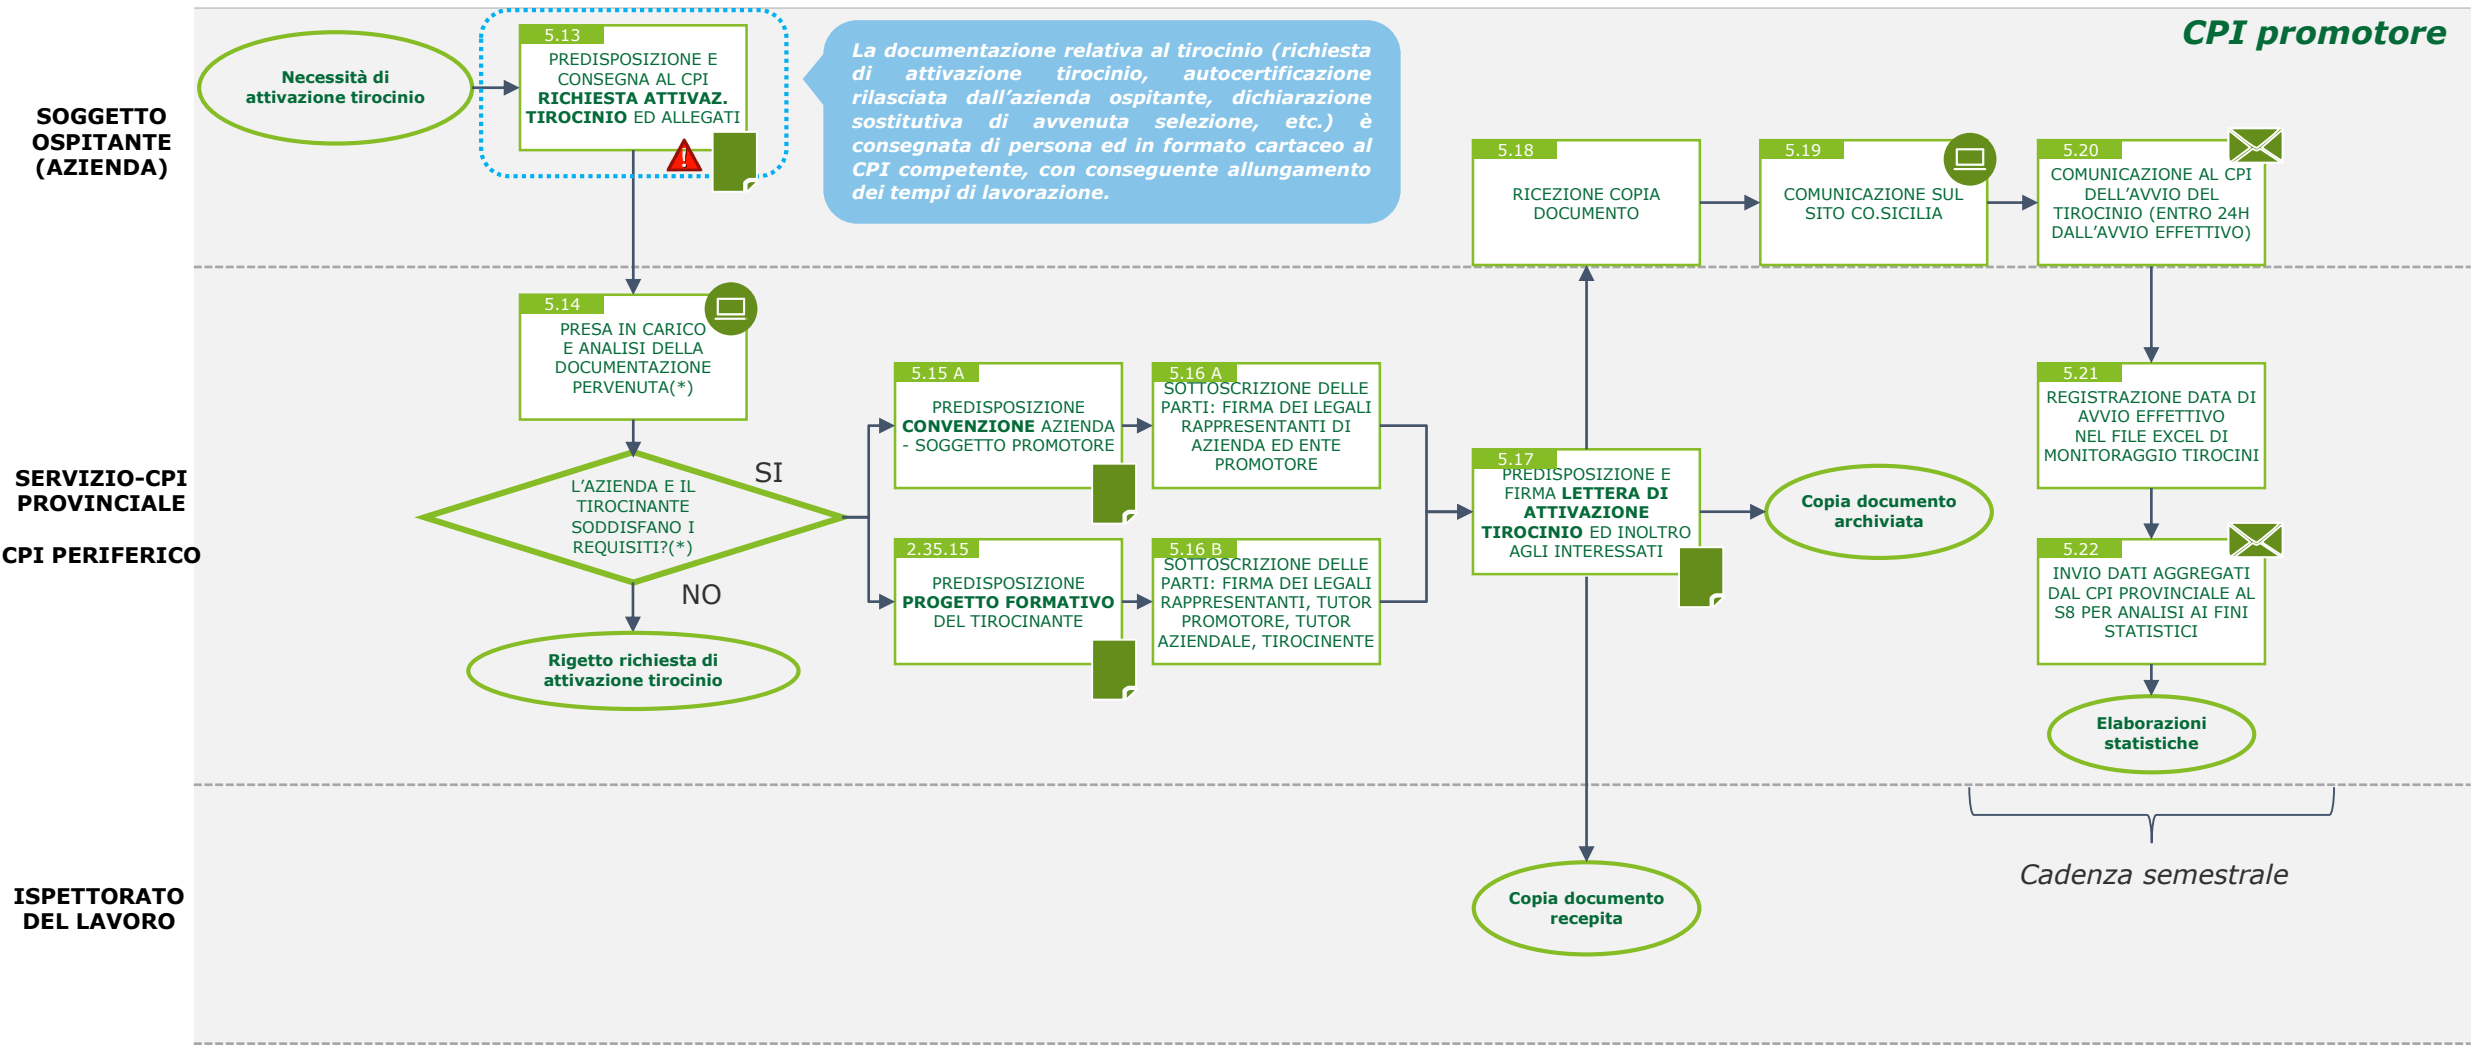 CPI promotore
SOGGETTO
OSPITANTE
(AZIENDA)
Necessità di
attivazione tirocinio
5.13
PREDISPOSIZIONE E
CONSEGNA AL CPI
RICHIESTA ATTIVAZ.
TIROCINIO ED ALLEGATI
La documentazione relativa al tirocinio (richiesta
di attivazione tirocinio, autocertificazione
rilasciata dall'azienda ospitante, dichiarazione
sostitutiva di avvenuta selezione, etc.) è
consegnata di persona ed in formato cartaceo al
CPI competente, con conseguente allungamento
dei tempi di lavorazione.
5.18
RICEZIONE COPIA
DOCUMENTO
5.19
COMUNICAZIONE SUL
SITO CO.SICILIA
5.20
COMUNICAZIONE AL CPI
DELL'AVVIO DEL
TIROCINIO (ENTRO 24H
DALL'AVVIO EFFETTIVO)
SERVIZIO-CPI
PROVINCIALE
CPI PERIFERICO
5.14
PRESA IN CARICO
E ANALISI DELLA
DOCUMENTAZIONE
PERVENUTA(*)
L'AZIENDA E IL
TIROCINANTE
SODDISFANO I
REQUISITI?(*)
SI
NO
Rigetto richiesta di
attivazione tirocinio
5.15 A
PREDISPOSIZIONE
CONVENZIONE AZIENDA
- SOGGETTO PROMOTORE
5.16 A
SOTTOSCRIZIONE DELLE
PARTI: FIRMA DEI LEGALI
RAPPRESENTANTI DI
AZIENDA ED ENTE
PROMOTORE
2.35.15
PREDISPOSIZIONE
PROGETTO FORMATIVO
DEL TIROCINANTE
5.16 B
SOTTOSCRIZIONE DELLE
PARTI: FIRMA DEI LEGALI
RAPPRESENTANTI, TUTOR
PROMOTORE, TUTOR
AZIENDALE, TIROCINENTE
5.17
PREDISPOSIZIONE E
FIRMA LETTERA DI
ATTIVAZIONE
TIROCINIO ED INOLTRO
AGLI INTERESSATI
Copia documento
archiviata
5.21
REGISTRAZIONE DATA DI
AVVIO EFFETTIVO
NEL FILE EXCEL DI
MONITORAGGIO TIROCINI
5.22
INVIO DATI AGGREGATI
DAL CPI PROVINCIALE AL
S8 PER ANALISI AI FINI
STATISTICI
Elaborazioni
statistiche
Cadenza semestrale
ISPETTORATO
DEL LAVORO
Copia documento
recepita